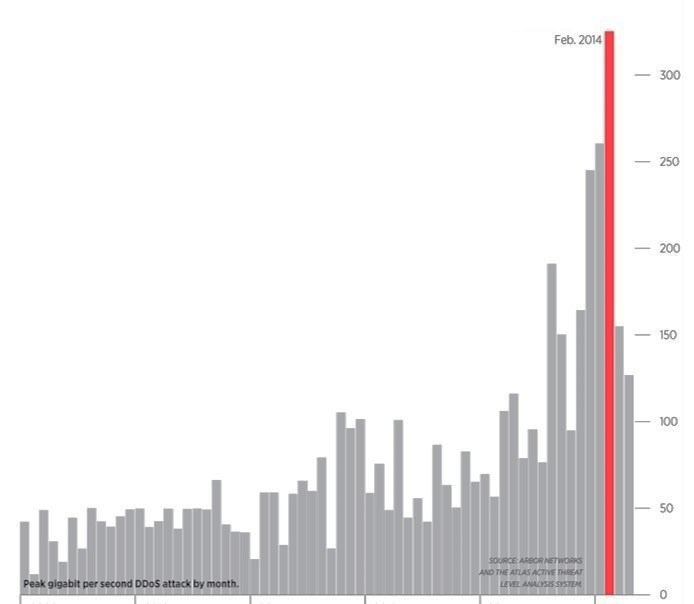 Feb. 2014
300
250
200
150
100
50
0
SOURCE: ARBOR NETWORKS
AND THE ATLAS ACTIVE THREAT
LEVEL ANALYSIS SYSTEM.
Peak gigabit per second DDoS attack by month.